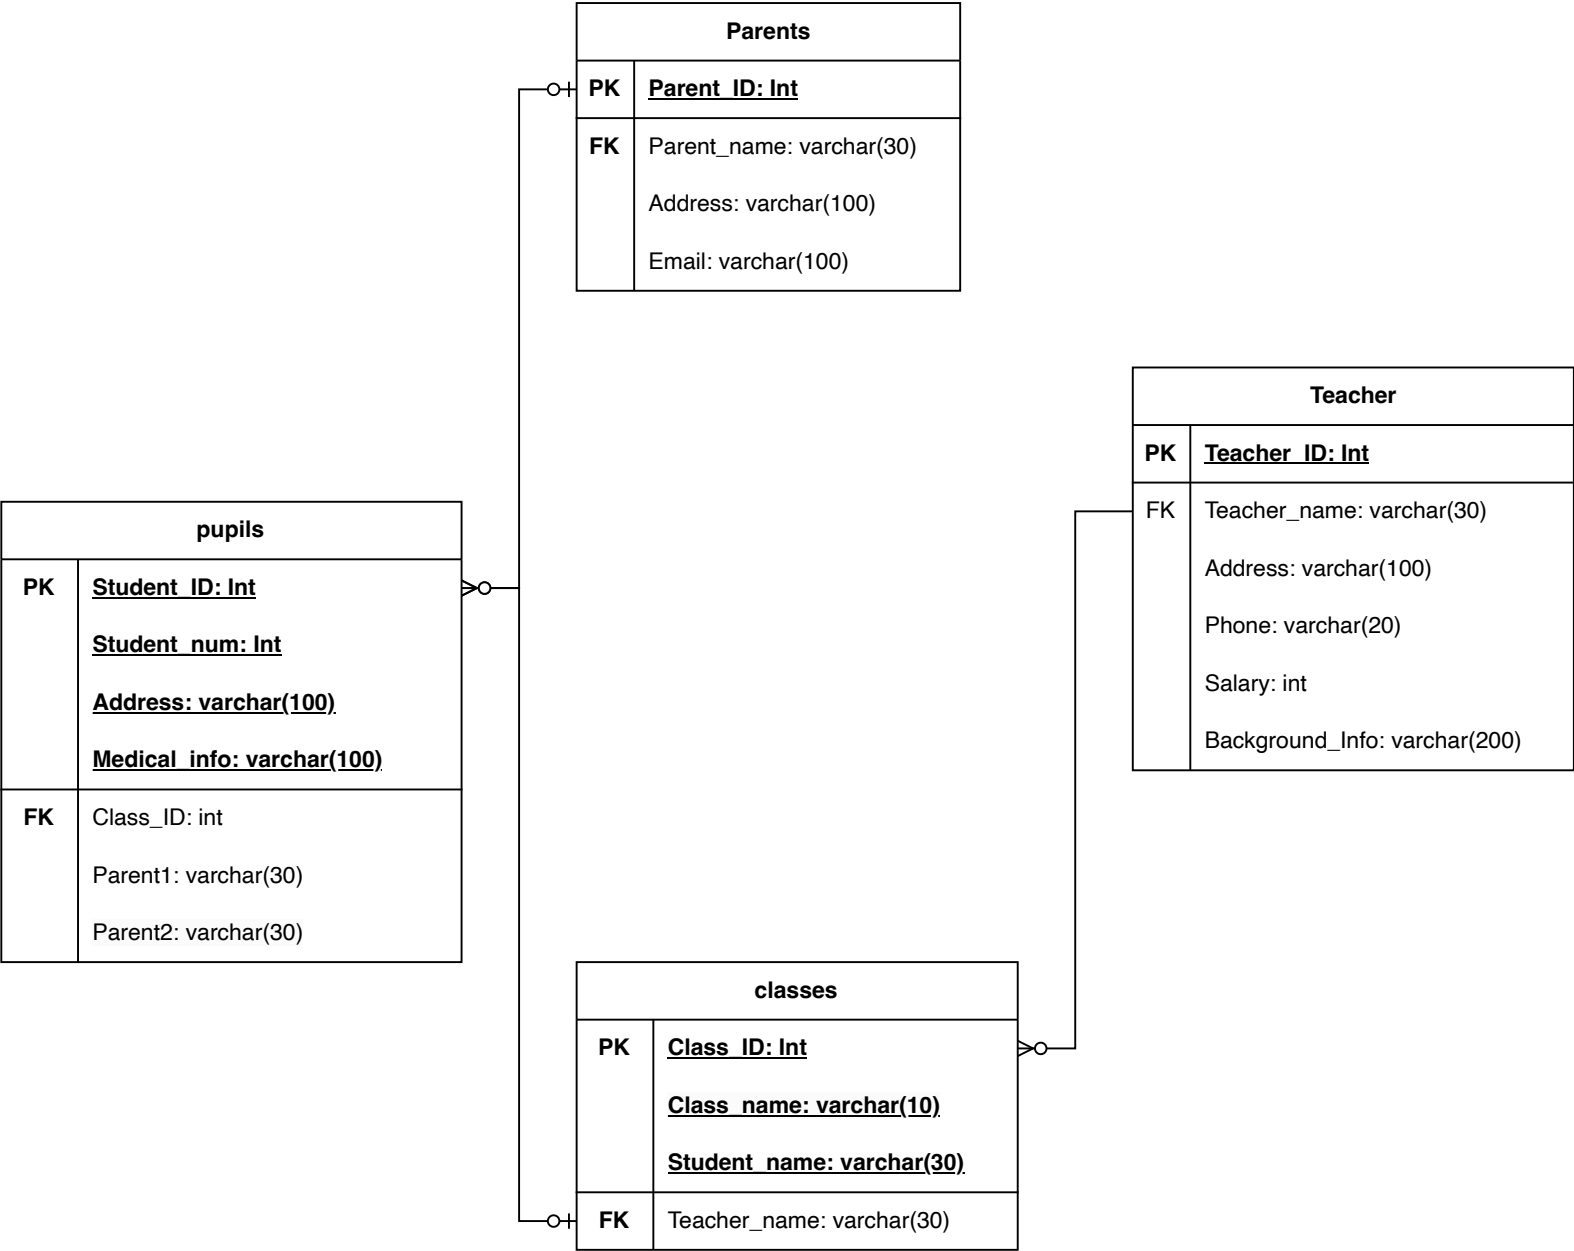 Parents
PK Parent_ID: Int
FK Parent_name: varchar(30)
Address: varchar(100)
Email: varchar(100)
Teacher
PK Teacher_ID: Int
FK Teacher_name: varchar(30)
Address: varchar(100)
Phone: varchar(20)
Salary: int
Background_Info: varchar(200)
pupils
PK Student_ID: Int
Student_num: Int
Address: varchar(100)
Medical_info: varchar(100)
FK Class_ID: int
Parent1: varchar(30)
Parent2: varchar(30)
classes
PK Class_ID: Int
Class_name: varchar(10)
Student_name: varchar(30)
FK Teacher_name: varchar(30)